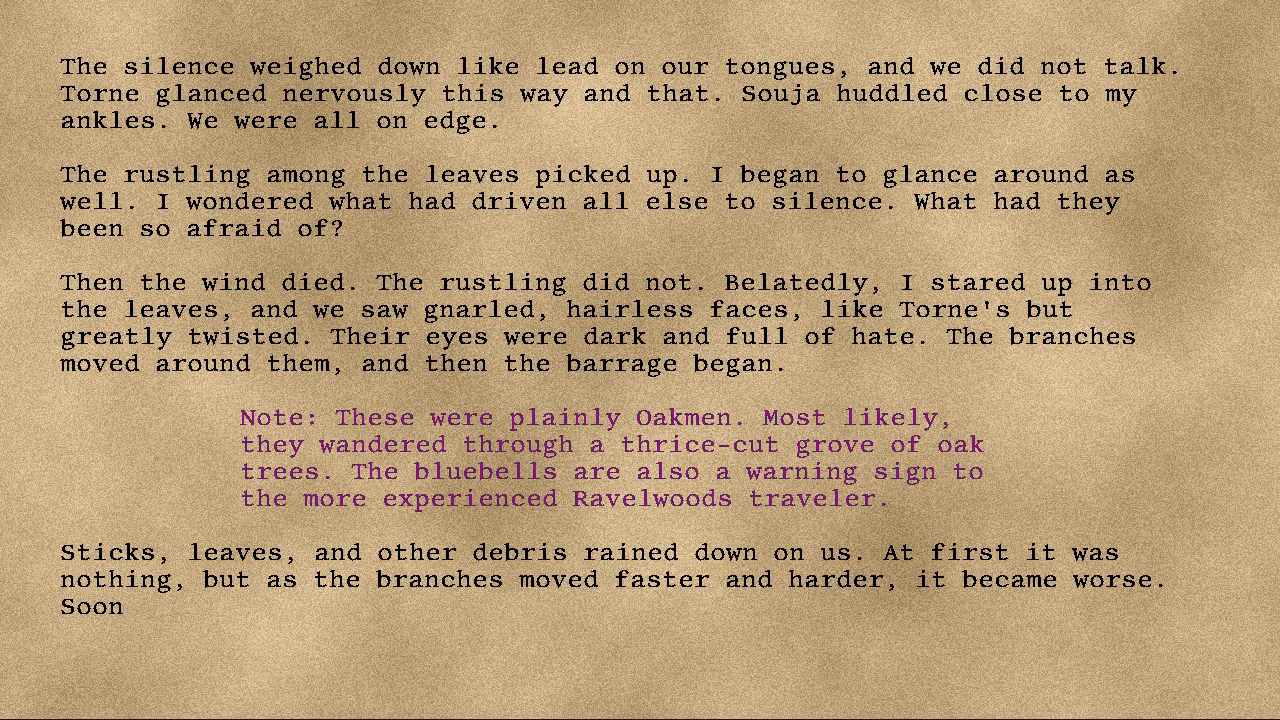 The silence weighed down like lead on our tongues, and we did not talk.
Torne glanced nervously this way and that. Souja huddled close to my
ankles. We were all on edge.
The rustling among the leaves picked up. I began to glance around as
well. I wondered what had driven all else to silence. What had they
been so afraid of?
Then the wind died. The rustling did not. Belatedly, I stared up into
the leaves, and we saw gnarled, hairless faces, like Torne's but
greatly twisted. Their eyes were dark and full of hate. The branches
moved around them, and then the barrage began.
Note: These were plainly Oakmen. Most likely,
they wandered through a thrice-cut grove of oak
trees. The bluebells are also a warning sign to
the more experienced Ravelwoods traveler.
Sticks, leaves, and other debris rained down on us. At first it was
nothing, but as the branches moved faster and harder, it became worse.
Soon